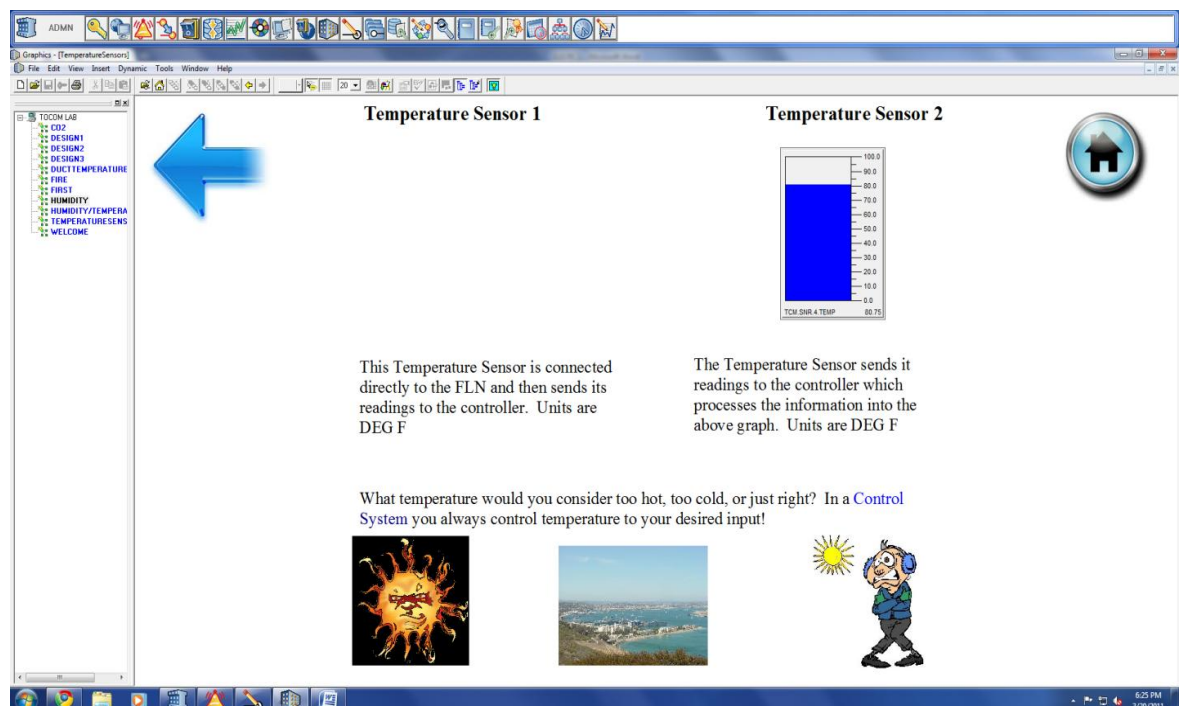 ADMN
Graphics - [TemperatureSensors]
File Edit View Insert Dynamic Tools Window Help
20
TOCOM LAB
CO2
DESIGN1
DESIGN2
DESIGN3
DUCTTEMPERATURE
FIRE
FIRST
HUMIDITY
HUMIDITY/TEMPERA
TEMPERATURESENS
WELCOME
Temperature Sensor 1
Temperature Sensor 2
100.0
90.0
80.0
70.0
60.0
50.0
40.0
30.0
20.0
10.0
0.0
TCM.SNR.4.TEMP 80.75
This Temperature Sensor is connected
directly to the FLN and then sends its
readings to the controller. Units are
DEG F
The Temperature Sensor sends it
readings to the controller which
processes the information into the
above graph. Units are DEG F
What temperature would you consider too hot, too cold, or just right? In a Control
System you always control temperature to your desired input!
6:25 PM